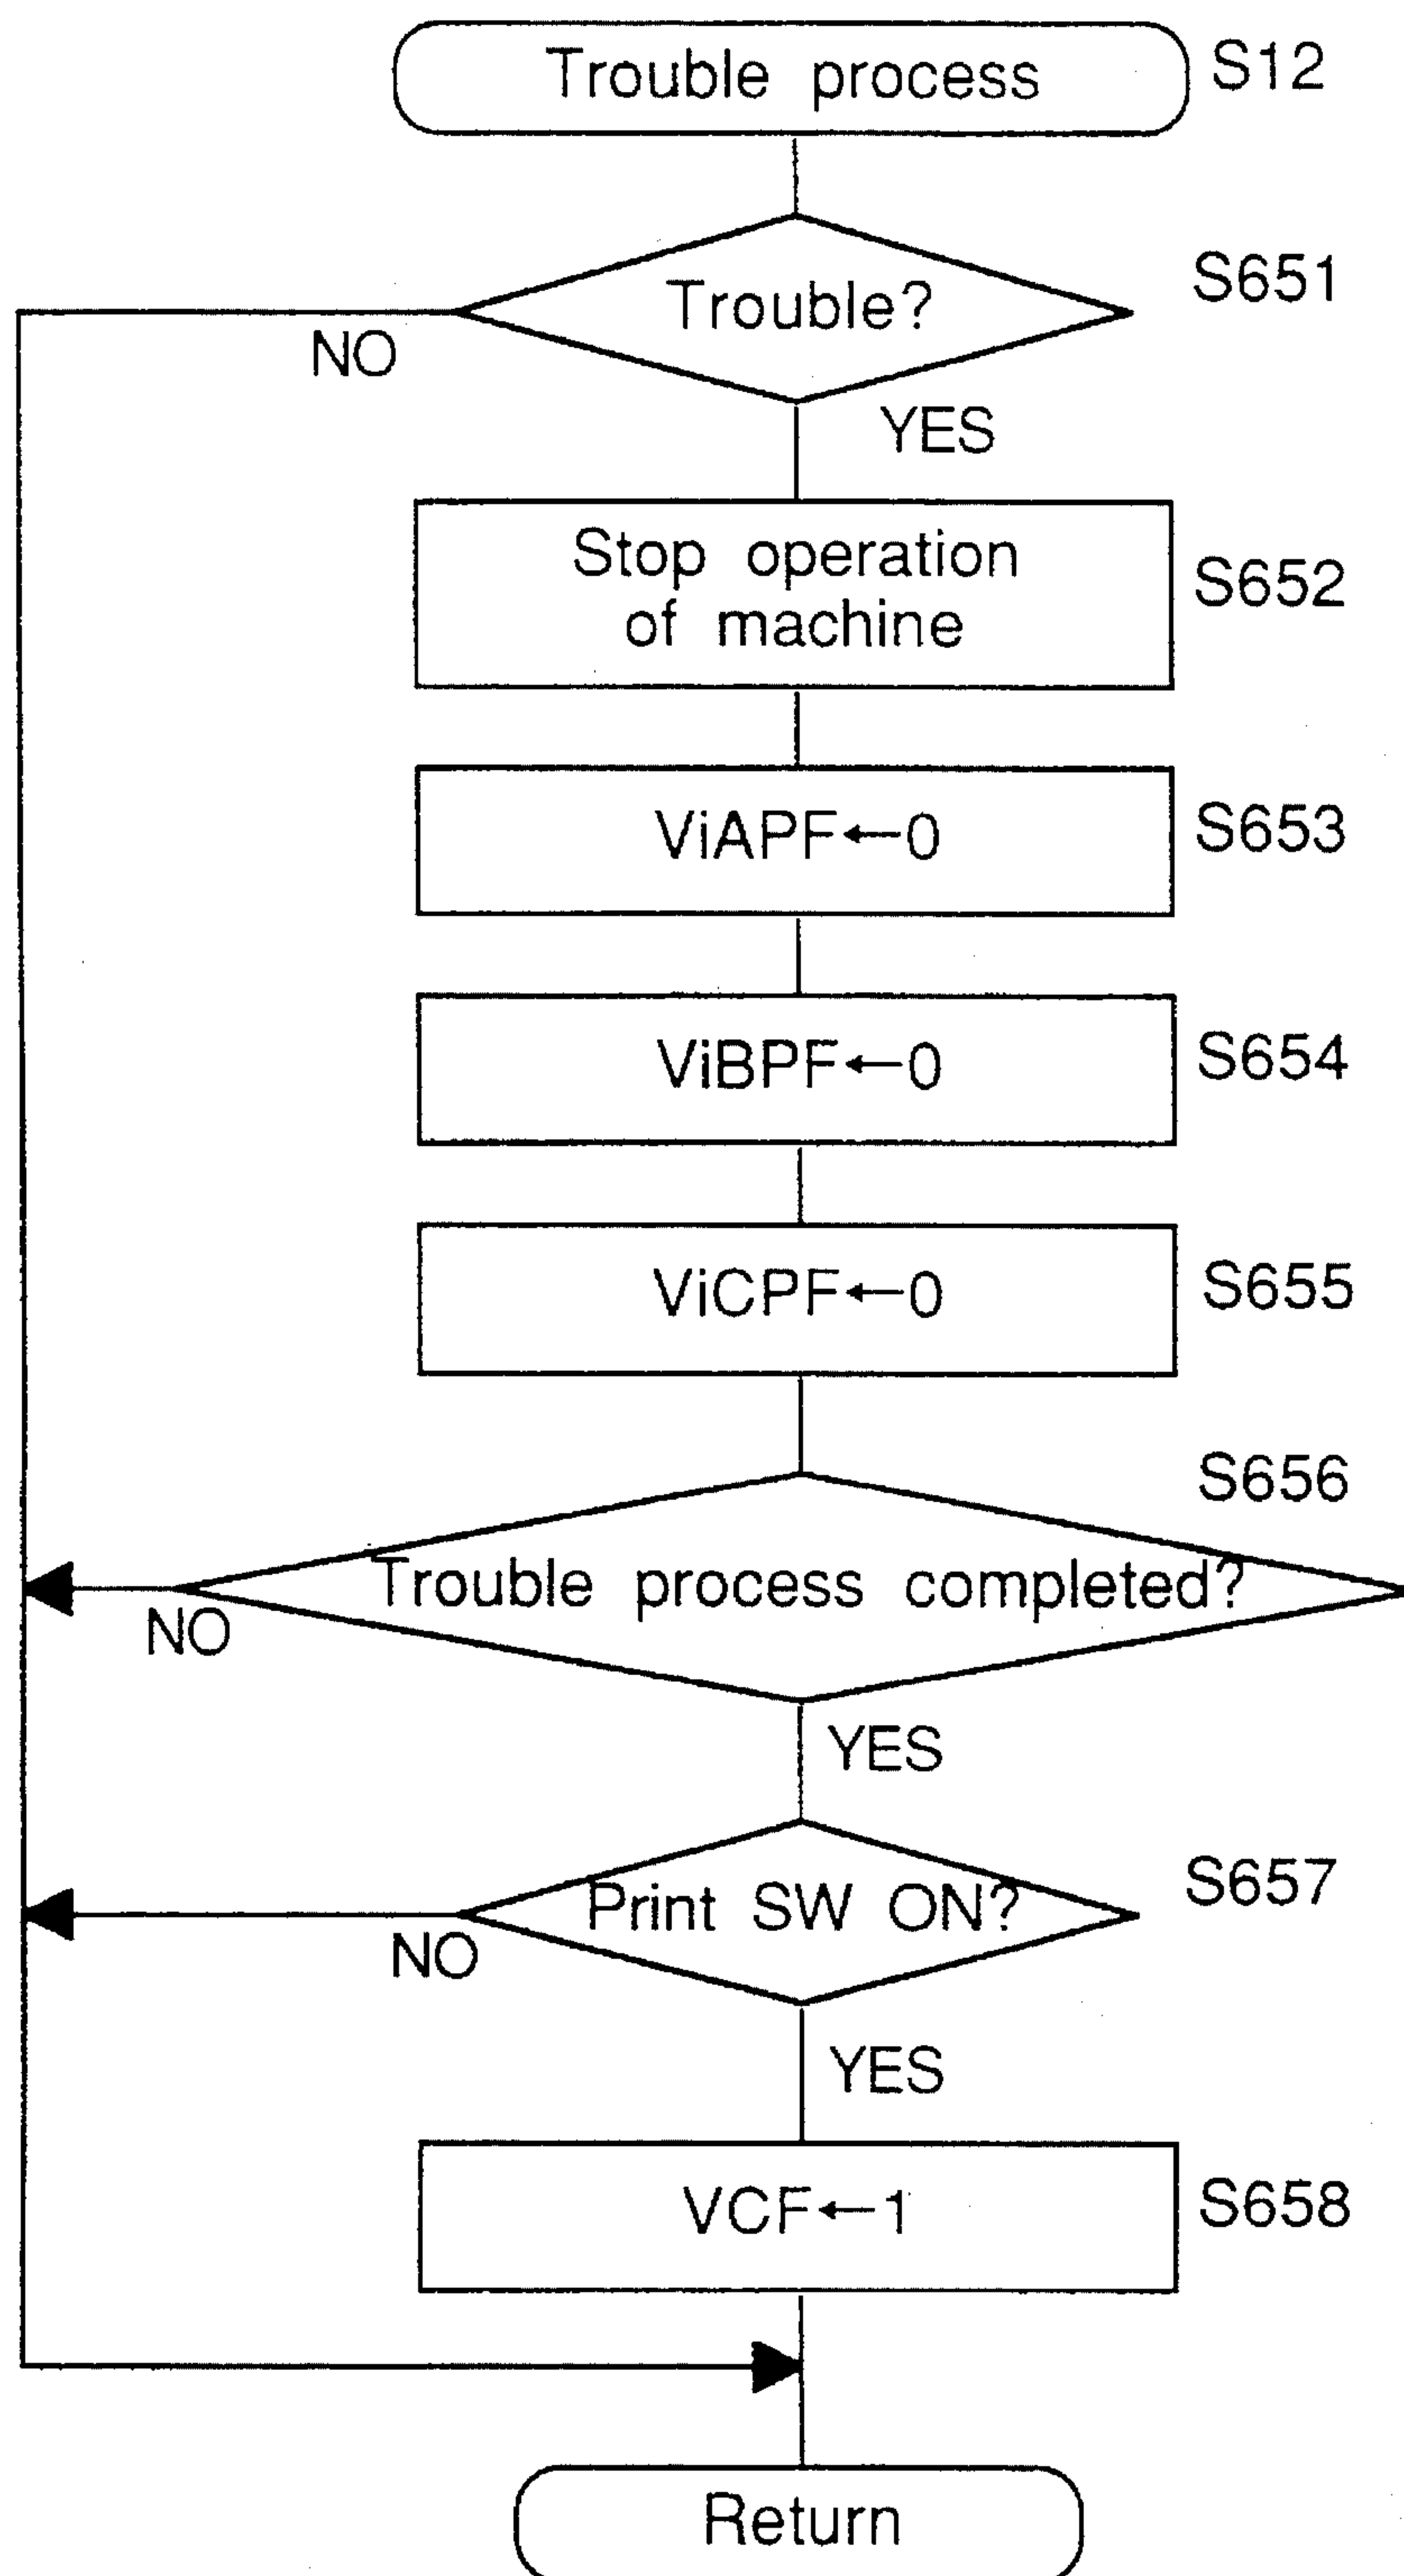 Trouble process S12
Trouble? S651
NO
YES
Stop operation
of machine
S652
ViAPF←0 S653
ViBPF←0 S654
ViCPF←0 S655
S656
Trouble process completed?
NO
YES
Print SW ON? S657
NO
YES
VCF←1 S658
Return